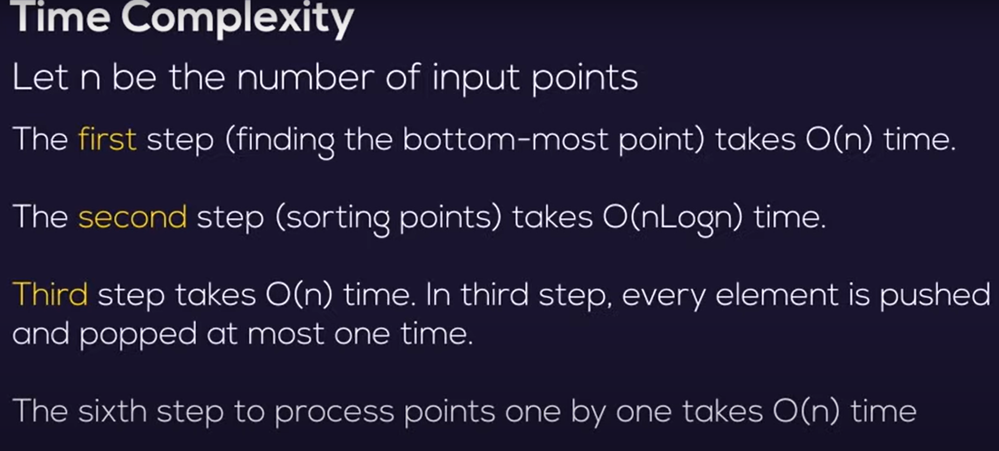 Time Complexity
Let n be the number of input points
The first step (finding the bottom-most point) takes O(n) time.
The second step (sorting points) takes O(nLogn) time.
Third step takes O(n) time. In third step, every element is pushed
and popped at most one time.
The sixth step to process points one by one takes O(n) time